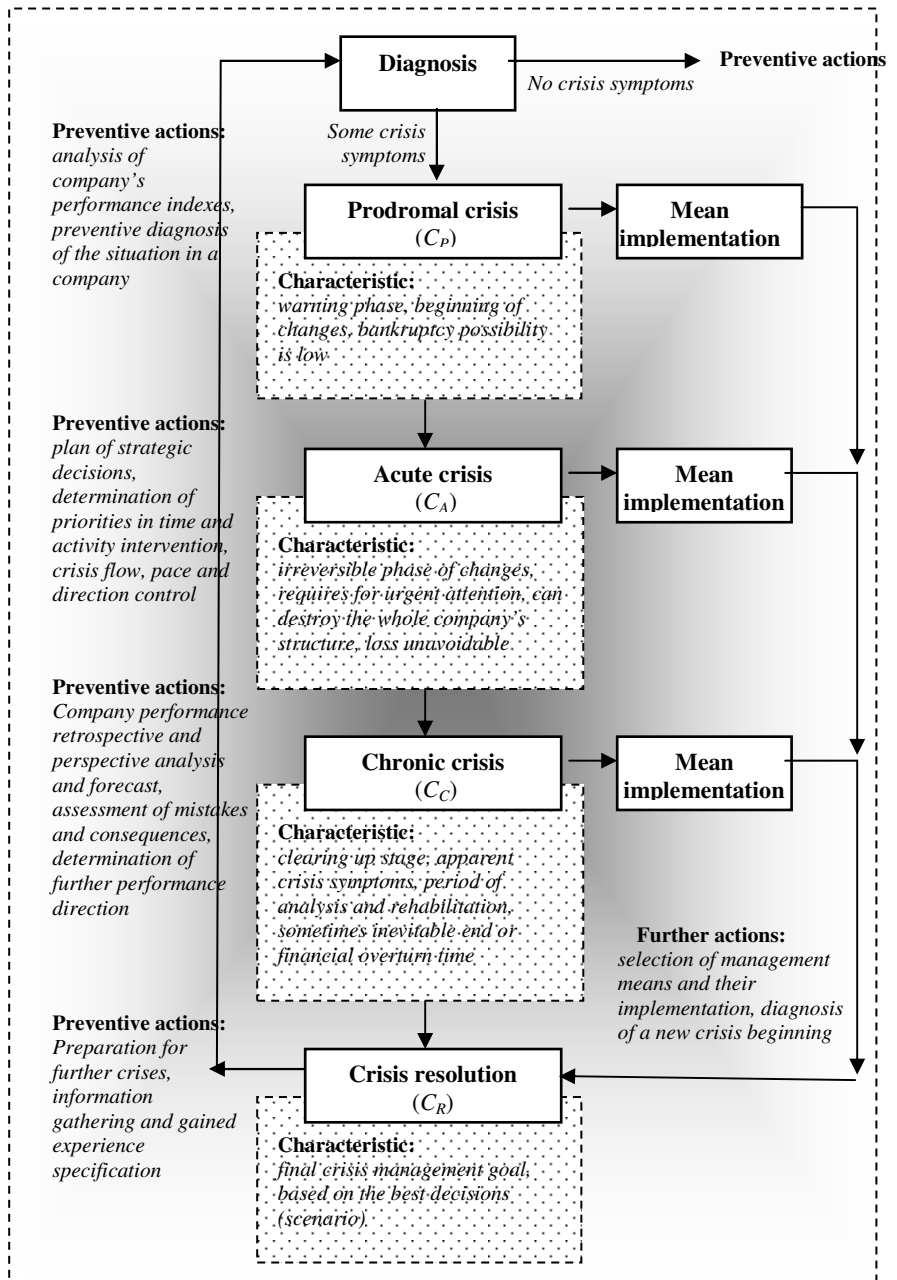 Diagnosis
Preventive actions
No crisis symptoms
Some crisis
symptoms
Preventive actions:
analysis of
company's
performance indexes,
preventive diagnosis
of the situation in a
company
Prodromal crisis
(C_P)
Mean
implementation
Characteristic:
warning phase, beginning of
changes, bankruptcy possibility
is low
Preventive actions:
plan of strategic
decisions,
determination of
priorities in time and
activity intervention,
crisis flow, pace and
direction control
Acute crisis
(C_A)
Mean
implementation
Characteristic:
irreversible phase of changes,
requires for urgent attention, can
destroy the whole company's
structure, loss unavoidable
Preventive actions:
Company performance
retrospective and
perspective analysis
and forecast,
assessment of mistakes
and consequences,
determination of
further performance
direction
Chronic crisis
(C_C)
Mean
implementation
Characteristic:
clearing up stage, apparent
crisis symptoms, period of
analysis and rehabilitation,
sometimes inevitable end or
financial overturn time
Further actions:
selection of management
means and their
implementation, diagnosis
of a new crisis beginning
Preventive actions:
Preparation for
further crises,
information
gathering and gained
experience
specification
Crisis resolution
(C_R)
Characteristic:
final crisis management goal,
based on the best decisions
(scenario)